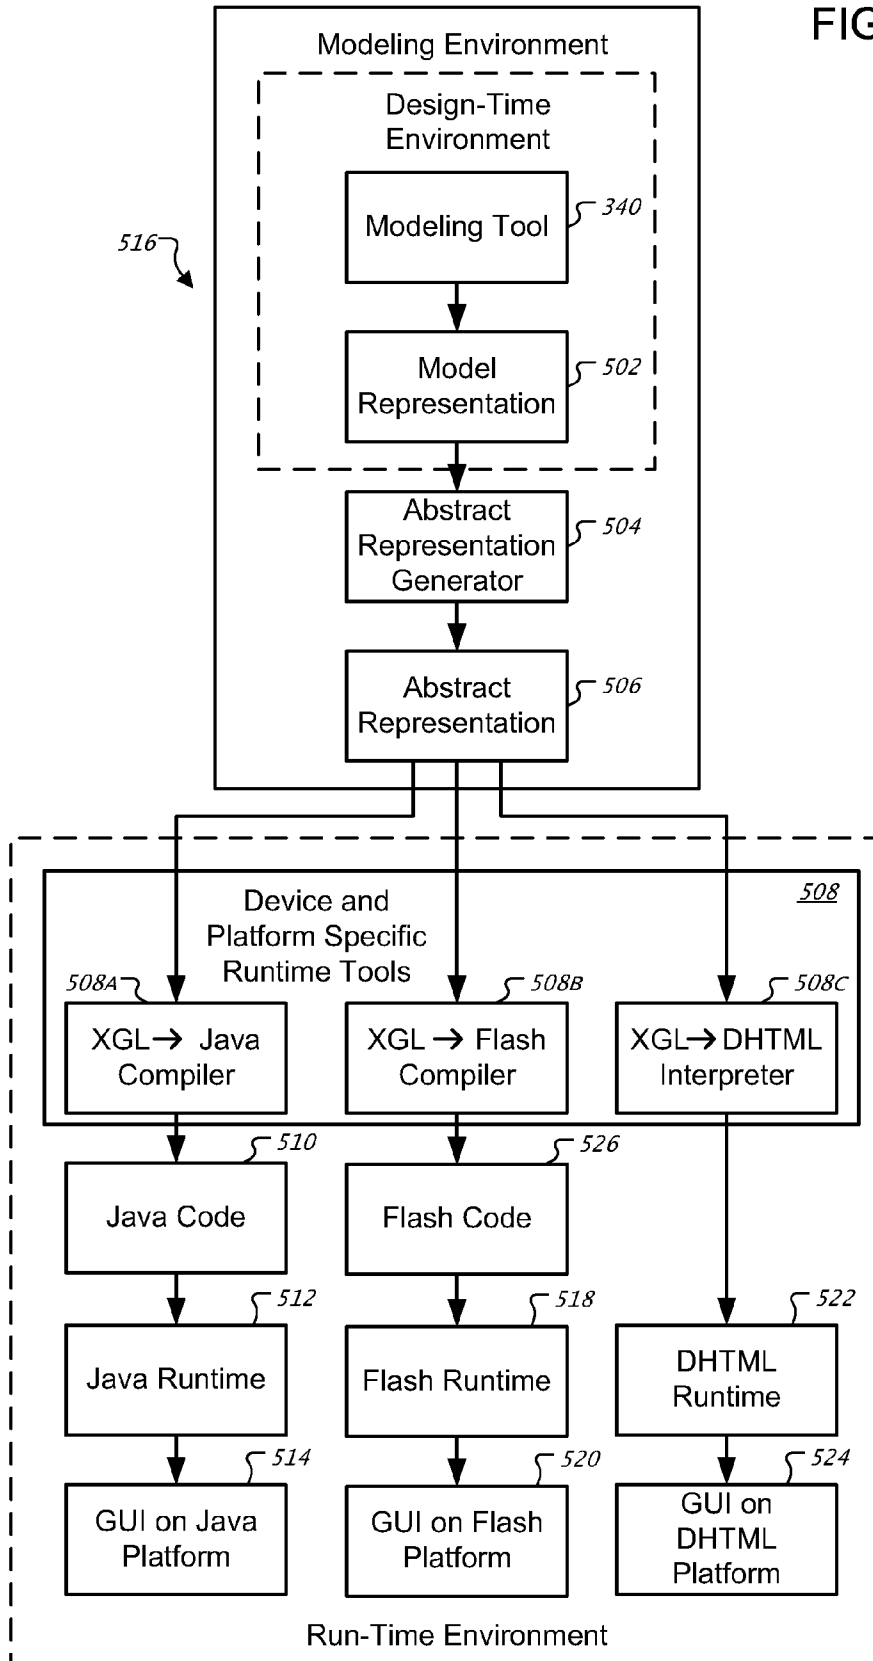 FIG
Modeling Environment
Design-Time
Environment
Modeling Tool
340
516
Model
Representation
502
Abstract
Representation
Generator
504
Abstract
Representation
506
Device and
Platform Specific
Runtime Tools
508
508A
508B
508C
XGL→ Java
Compiler
XGL → Flash
Compiler
XGL→DHTML
Interpreter
510
526
Java Code
Flash Code
512
518
522
Java Runtime
Flash Runtime
DHTML
Runtime
514
520
524
GUI on Java
Platform
GUI on Flash
Platform
GUI on
DHTML
Platform
Run-Time Environment